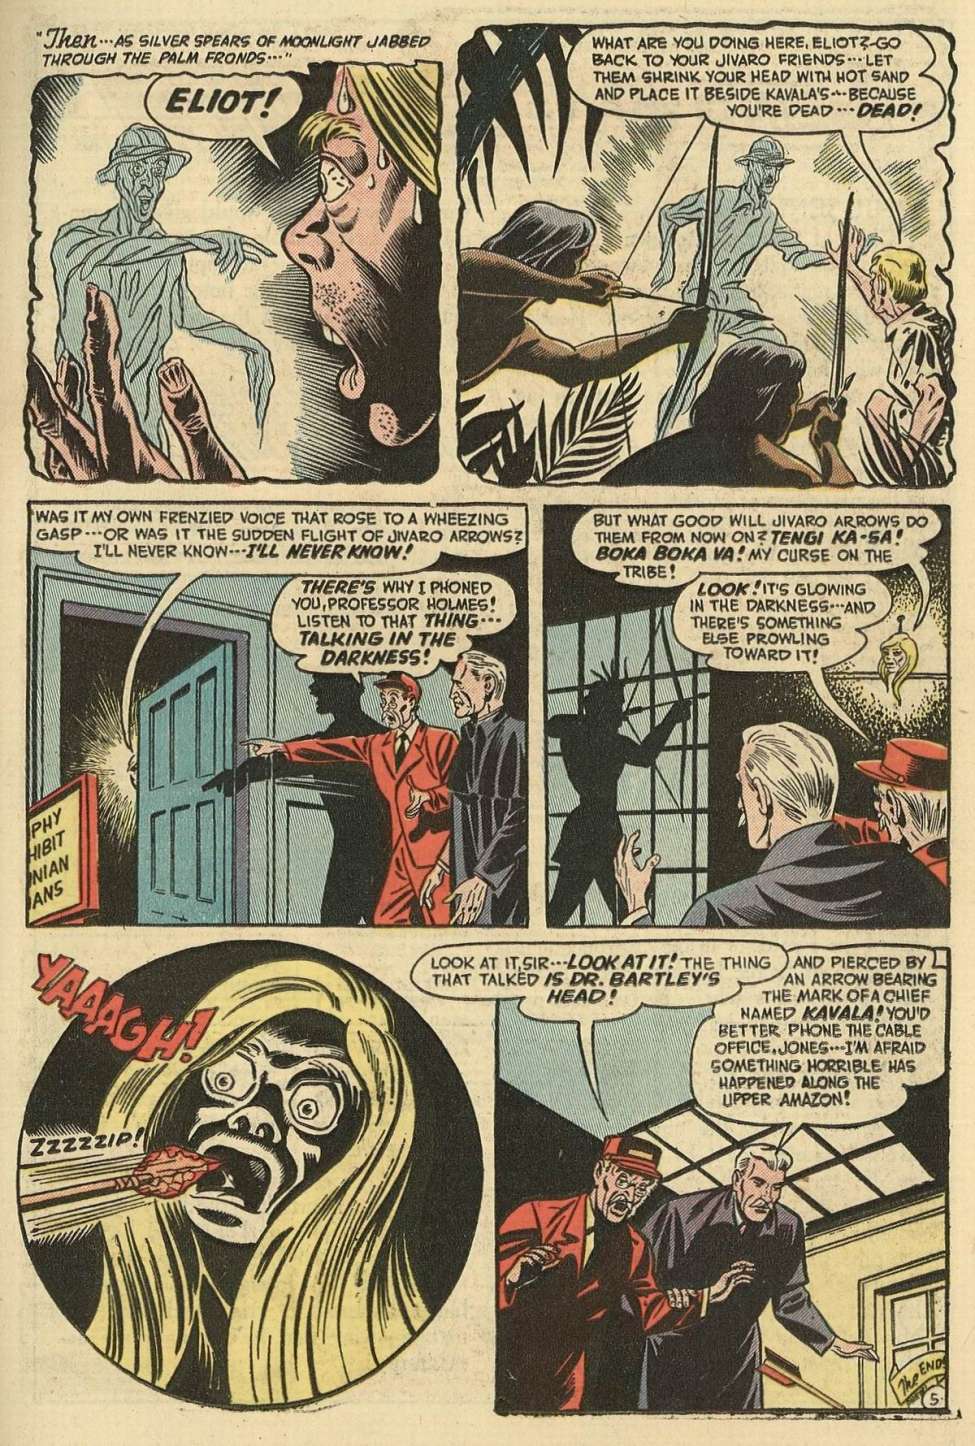 "Then...AS SILVER SPEARS OF MOONLIGHT JABBED
THROUGH THE PALM FRONDS..."
ELIOT!
WHAT ARE YOU DOING HERE, ELIOT?-GO
BACK TO YOUR JIVARO FRIENDS...LET
THEM SHRINK YOUR HEAD WITH HOT SAND
AND PLACE IT BESIDE KAVALA'S...BECAUSE
YOU'RE DEAD...DEAD!
WAS IT MY OWN FRENZIED VOICE THAT ROSE TO A WHEEZING
GASP...OR WAS IT THE SUDDEN FLIGHT OF JIVARO ARROWS?
I'LL NEVER KNOW...I'LL NEVER KNOW!
THERE'S WHY I PHONED
YOU, PROFESSOR HOLMES!
LISTEN TO THAT THING...
TALKING IN THE
DARKNESS!
PHY
HIBIT
ONIAN
IANS
BUT WHAT GOOD WILL JIVARO ARROWS DO
THEM FROM NOW ON? TENGI KA-SA!
BOKA BOKA VA! MY CURSE ON THE
TRIBE!
LOOK! IT'S GLOWING
IN THE DARKNESS...AND
THERE'S SOMETHING
ELSE PROWLING
TOWARD IT!
YAAAGH!
ZZZZZIP!
LOOK AT IT, SIR...LOOK AT IT! THE THING
THAT TALKED IS DR. BARTLEY'S
HEAD!
AND PIERCED BY
AN ARROW BEARING
THE MARK OF A CHIEF
NAMED KAVALA! YOU'D
BETTER PHONE THE CABLE
OFFICE, JONES...I'M AFRAID
SOMETHING HORRIBLE HAS
HAPPENED ALONG THE
UPPER AMAZON!
The END
5